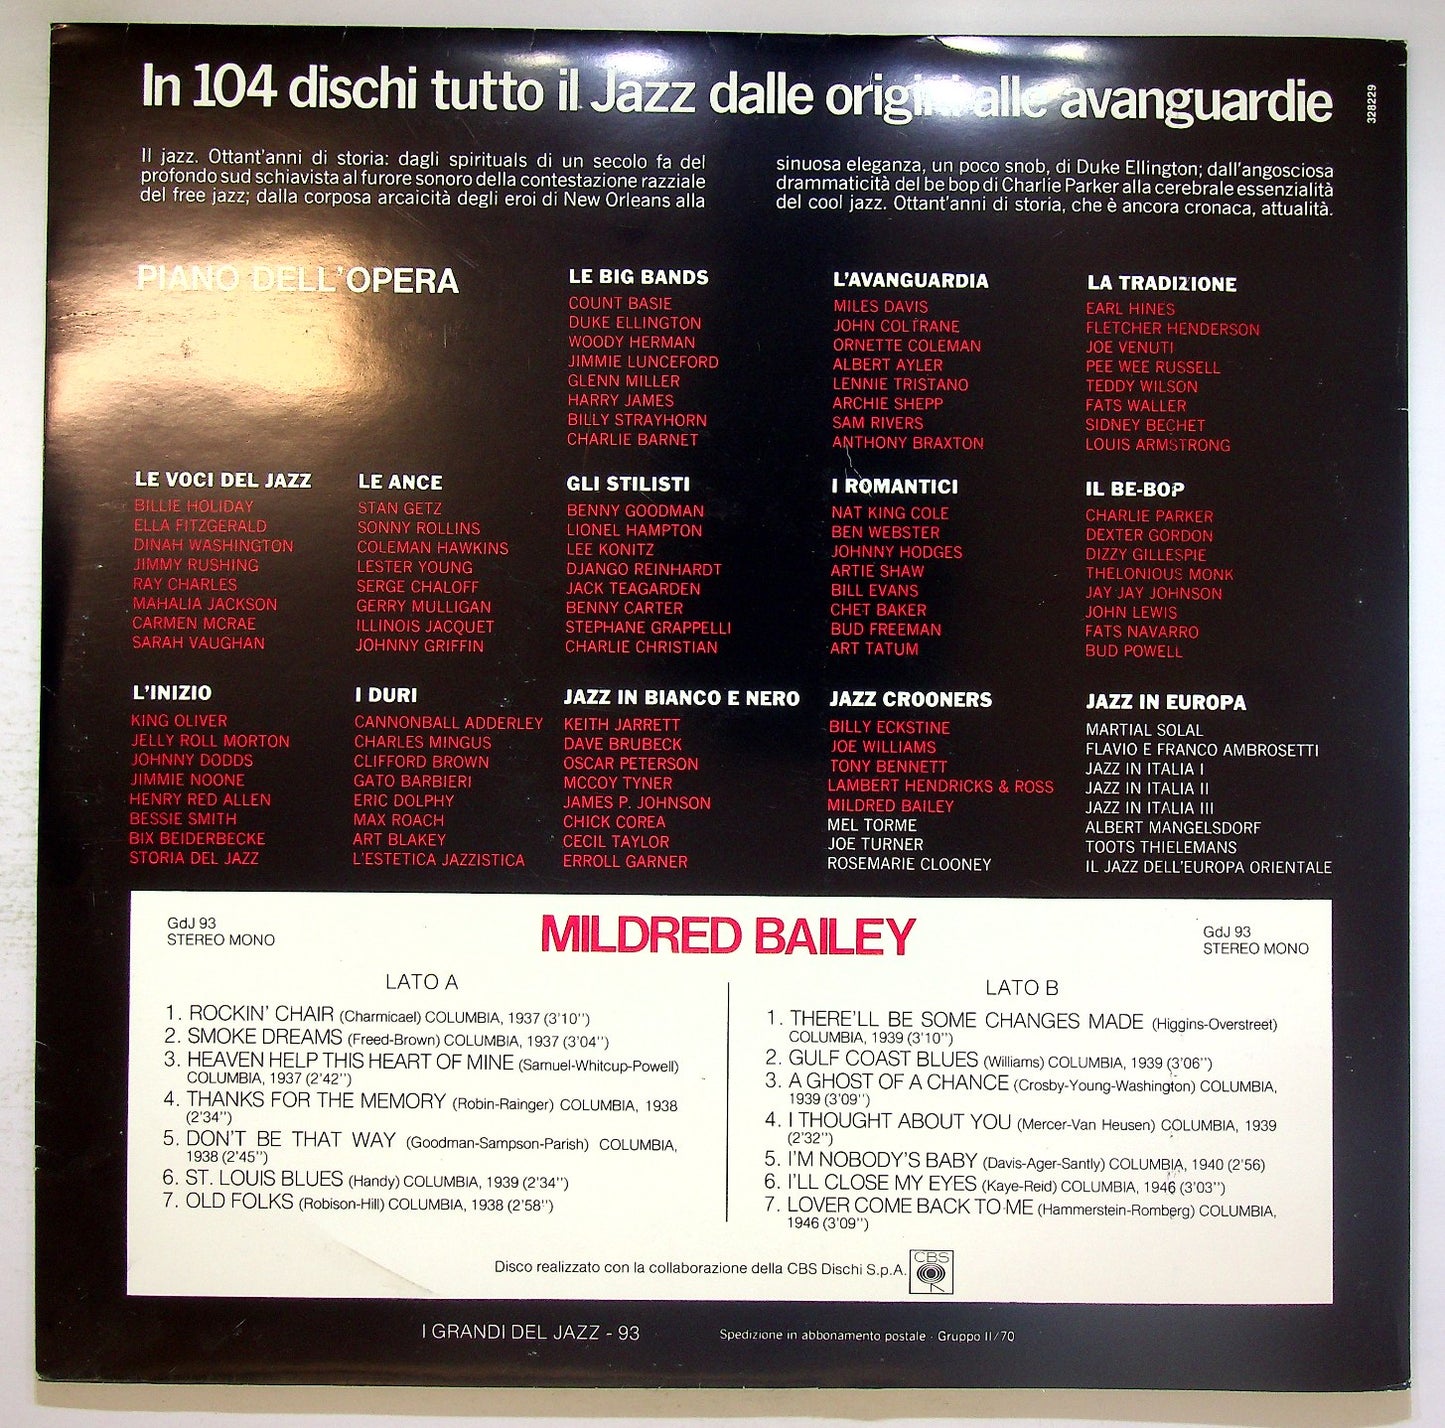 In 104 dischi tutto il Jazz dalle origini alle avanguardie
328229
Il jazz. Ottant'anni di storia: dagli spirituals di un secolo fa del
profondo sud schiavista al furore sonoro della contestazione razziale
del free jazz; dalla corposa arcaicità degli eroi di New Orleans alla
sinuosa eleganza, un poco snob, di Duke Ellington; dall'angosciosa
drammaticità del be bop di Charlie Parker alla cerebrale essenzialità
del cool jazz. Ottant'anni di storia, che è ancora cronaca, attualità.
PIANO DELL'OPERA
LE BIG BANDS
COUNT BASIE
DUKE ELLINGTON
WOODY HERMAN
JIMMIE LUNCEFORD
GLENN MILLER
HARRY JAMES
BILLY STRAYHORN
CHARLIE BARNET
L'AVANGUARDIA
MILES DAVIS
JOHN COLTRANE
ORNETTE COLEMAN
ALBERT AYLER
LENNIE TRISTANO
ARCHIE SHEPP
SAM RIVERS
ANTHONY BRAXTON
LA TRADIZIONE
EARL HINES
FLETCHER HENDERSON
JOE VENUTI
PEE WEE RUSSELL
TEDDY WILSON
FATS WALLER
SIDNEY BECHET
LOUIS ARMSTRONG
LE VOCI DEL JAZZ
BILLIE HOLIDAY
ELLA FITZGERALD
DINAH WASHINGTON
JIMMY RUSHING
RAY CHARLES
MAHALIA JACKSON
CARMEN MCRAE
SARAH VAUGHAN
LE ANCE
STAN GETZ
SONNY ROLLINS
COLEMAN HAWKINS
LESTER YOUNG
SERGE CHALOFF
GERRY MULLIGAN
ILLINOIS JACQUET
JOHNNY GRIFFIN
GLI STILISTI
BENNY GOODMAN
LIONEL HAMPTON
LEE KONITZ
DJANGO REINHARDT
JACK TEAGARDEN
BENNY CARTER
STEPHANE GRAPPELLI
CHARLIE CHRISTIAN
I ROMANTICI
NAT KING COLE
BEN WEBSTER
JOHNNY HODGES
ARTIE SHAW
BILL EVANS
CHET BAKER
BUD FREEMAN
ART TATUM
IL BE-BOP
CHARLIE PARKER
DEXTER GORDON
DIZZY GILLESPIE
THELONIOUS MONK
JAY JAY JOHNSON
JOHN LEWIS
FATS NAVARRO
BUD POWELL
L'INIZIO
KING OLIVER
JELLY ROLL MORTON
JOHNNY DODDS
JIMMIE NOONE
HENRY RED ALLEN
BESSIE SMITH
BIX BEIDERBECKE
STORIA DEL JAZZ
I DURI
CANNONBALL ADDERLEY
CHARLES MINGUS
CLIFFORD BROWN
GATO BARBIERI
ERIC DOLPHY
MAX ROACH
ART BLAKEY
L'ESTETICA JAZZISTICA
JAZZ IN BIANCO E NERO
KEITH JARRETT
DAVE BRUBECK
OSCAR PETERSON
MCCOY TYNER
JAMES P. JOHNSON
CHICK COREA
CECIL TAYLOR
ERROLL GARNER
JAZZ CROONERS
BILLY ECKSTINE
JOE WILLIAMS
TONY BENNETT
LAMBERT HENDRICKS & ROSS
MILDRED BAILEY
MEL TORME
JOE TURNER
ROSEMARIE CLOONEY
JAZZ IN EUROPA
MARTIAL SOLAL
FLAVIO E FRANCO AMBROSETTI
JAZZ IN ITALIA I
JAZZ IN ITALIA II
JAZZ IN ITALIA III
ALBERT MANGELSDORF
TOOTS THIELEMANS
IL JAZZ DELL'EUROPA ORIENTALE
GdJ 93
STEREO MONO
MILDRED BAILEY
GdJ 93
STEREO MONO
LATO A
1. ROCKIN' CHAIR (Charmicael) COLUMBIA, 1937 (3'10'')
2. SMOKE DREAMS (Freed-Brown) COLUMBIA, 1937 (3'04'')
3. HEAVEN HELP THIS HEART OF MINE (Samuel-Whitcup-Powell)
COLUMBIA, 1937 (2'42'')
4. THANKS FOR THE MEMORY (Robin-Rainger) COLUMBIA, 1938
(2'34'')
5. DON'T BE THAT WAY (Goodman-Sampson-Parish) COLUMBIA,
1938 (2'45'')
6. ST. LOUIS BLUES (Handy) COLUMBIA, 1939 (2'34'')
7. OLD FOLKS (Robison-Hill) COLUMBIA, 1938 (2'58'')
LATO B
1. THERE'LL BE SOME CHANGES MADE (Higgins-Overstreet)
COLUMBIA, 1939 (3'10'')
2. GULF COAST BLUES (Williams) COLUMBIA, 1939 (3'06'')
3. A GHOST OF A CHANCE (Crosby-Young-Washington) COLUMBIA,
1939 (3'09'')
4. I THOUGHT ABOUT YOU (Mercer-Van Heusen) COLUMBIA, 1939
(2'32'')
5. I'M NOBODY'S BABY (Davis-Ager-Santly) COLUMBIA, 1940 (2'56)
6. I'LL CLOSE MY EYES (Kaye-Reid) COLUMBIA, 1946 (3'03'')
7. LOVER COME BACK TO ME (Hammerstein-Romberg) COLUMBIA,
1946 (3'09'')
Disco realizzato con la collaborazione della CBS Dischi S.p.A.
CBS
I GRANDI DEL JAZZ - 93
Spedizione in abbonamento postale - Gruppo II/70